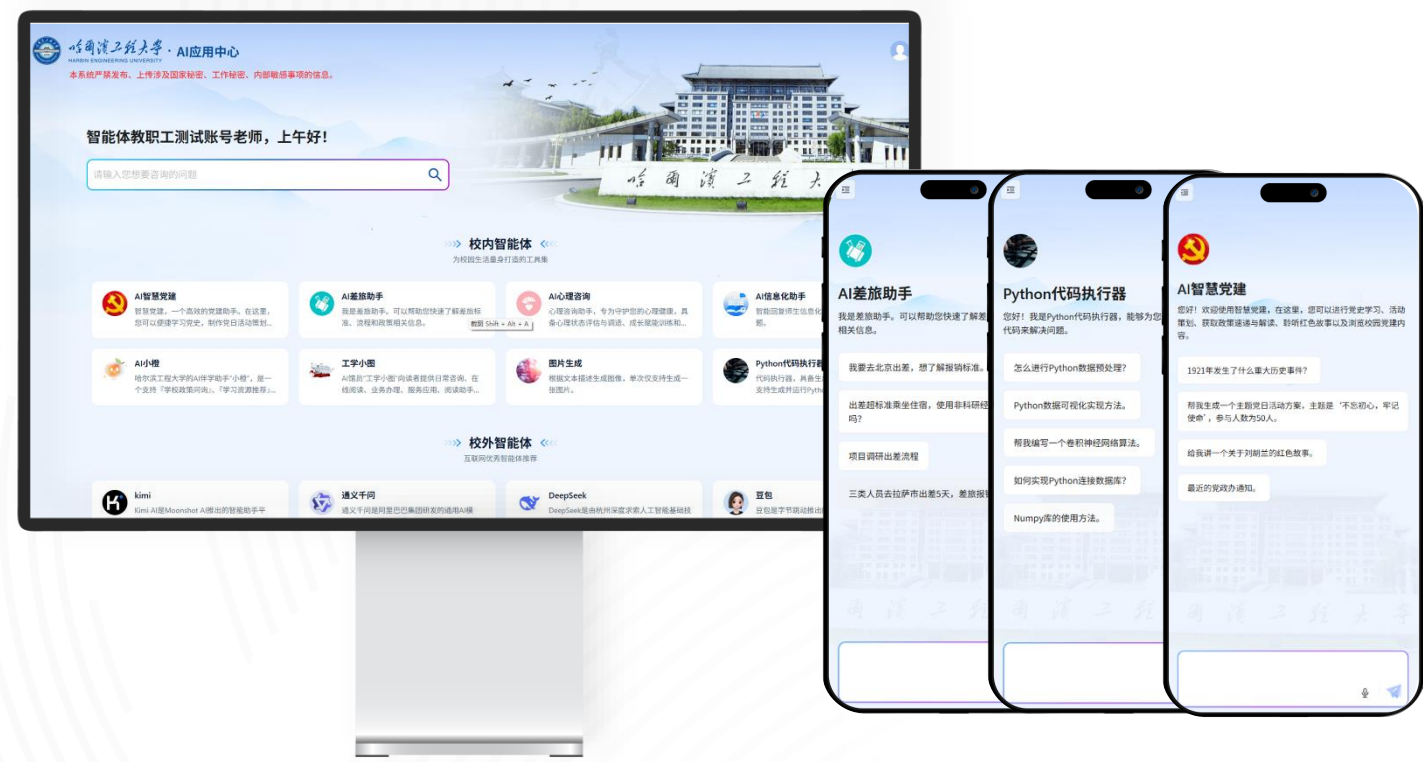 哈尔滨工程大学 · AI应用中心
HARBIN ENGINEERING UNIVERSITY
本系统严禁发布、上传涉及国家秘密、工作秘密、内部敏感事项的信息。
智能体教职工测试账号老师，上午好！
请输入您想要咨询的问题
哈尔滨工程大
校内智能体
为校园生活量身打造的工具集
AI智慧党建
智慧党建，一个高效的党建助手。在这里，
您可以便捷学习党史，制作党日活动策划...
AI差旅助手
我是差旅助手。可以帮助您快速了解差旅标
准、流程和政策相关信息。
截图 Shift + Alt + A
AI心理咨询
心理咨询助手，专为守护您的心理健康，具
备心理状态评估与调适、成长赋能训练和...
AI信息化助手
智能回复师生信息化
题。
AI小橙
哈尔滨工程大学的AI伴学助手“小橙”，是一
个支持『学校政策问询』、『学习资源推荐』...
工学小图
AI馆员“工学小图”向读者提供日常咨询、在
线阅读、业务办理、服务应用、阅读助手...
图片生成
根据文本描述生成图像，单次仅支持生成一
张图片。
Python代码执行器
代码执行器，具备生
支持生成并运行Pyth
校外智能体
互联网优秀智能体推荐
kimi
Kimi AI是Moonshot AI推出的智能助手平
通义千问
通义千问是阿里巴巴集团研发的通用AI模
DeepSeek
DeepSeek是由杭州深度求索人工智能基础技
豆包
豆包是字节跳动推出的
AI差旅助手
我是差旅助手。可以帮助您快速了解差
相关信息。
我要去北京出差，想了解报销标准。
出差超标准乘坐住宿，使用非科研经
吗？
项目调研出差流程
三类人员去拉萨市出差5天，差旅报
Python代码执行器
您好！我是Python代码执行器，能够为您
代码来解决问题。
怎么进行Python数据预处理？
Python数据可视化实现方法。
帮我编写一个卷积神经网络算法。
如何实现Python连接数据库？
Numpy库的使用方法。
AI智慧党建
您好！欢迎使用智慧党建，在这里，您可以进行党史学习、活动
策划、获取政策速递与解读、聆听红色故事以及浏览校园党建内
容。
1921年发生了什么重大历史事件？
帮我生成一个主题党日活动方案，主题是‘不忘初心，牢记
使命’，参与人数为50人。
给我讲一个关于刘胡兰的红色故事。
最近的党政办通知。